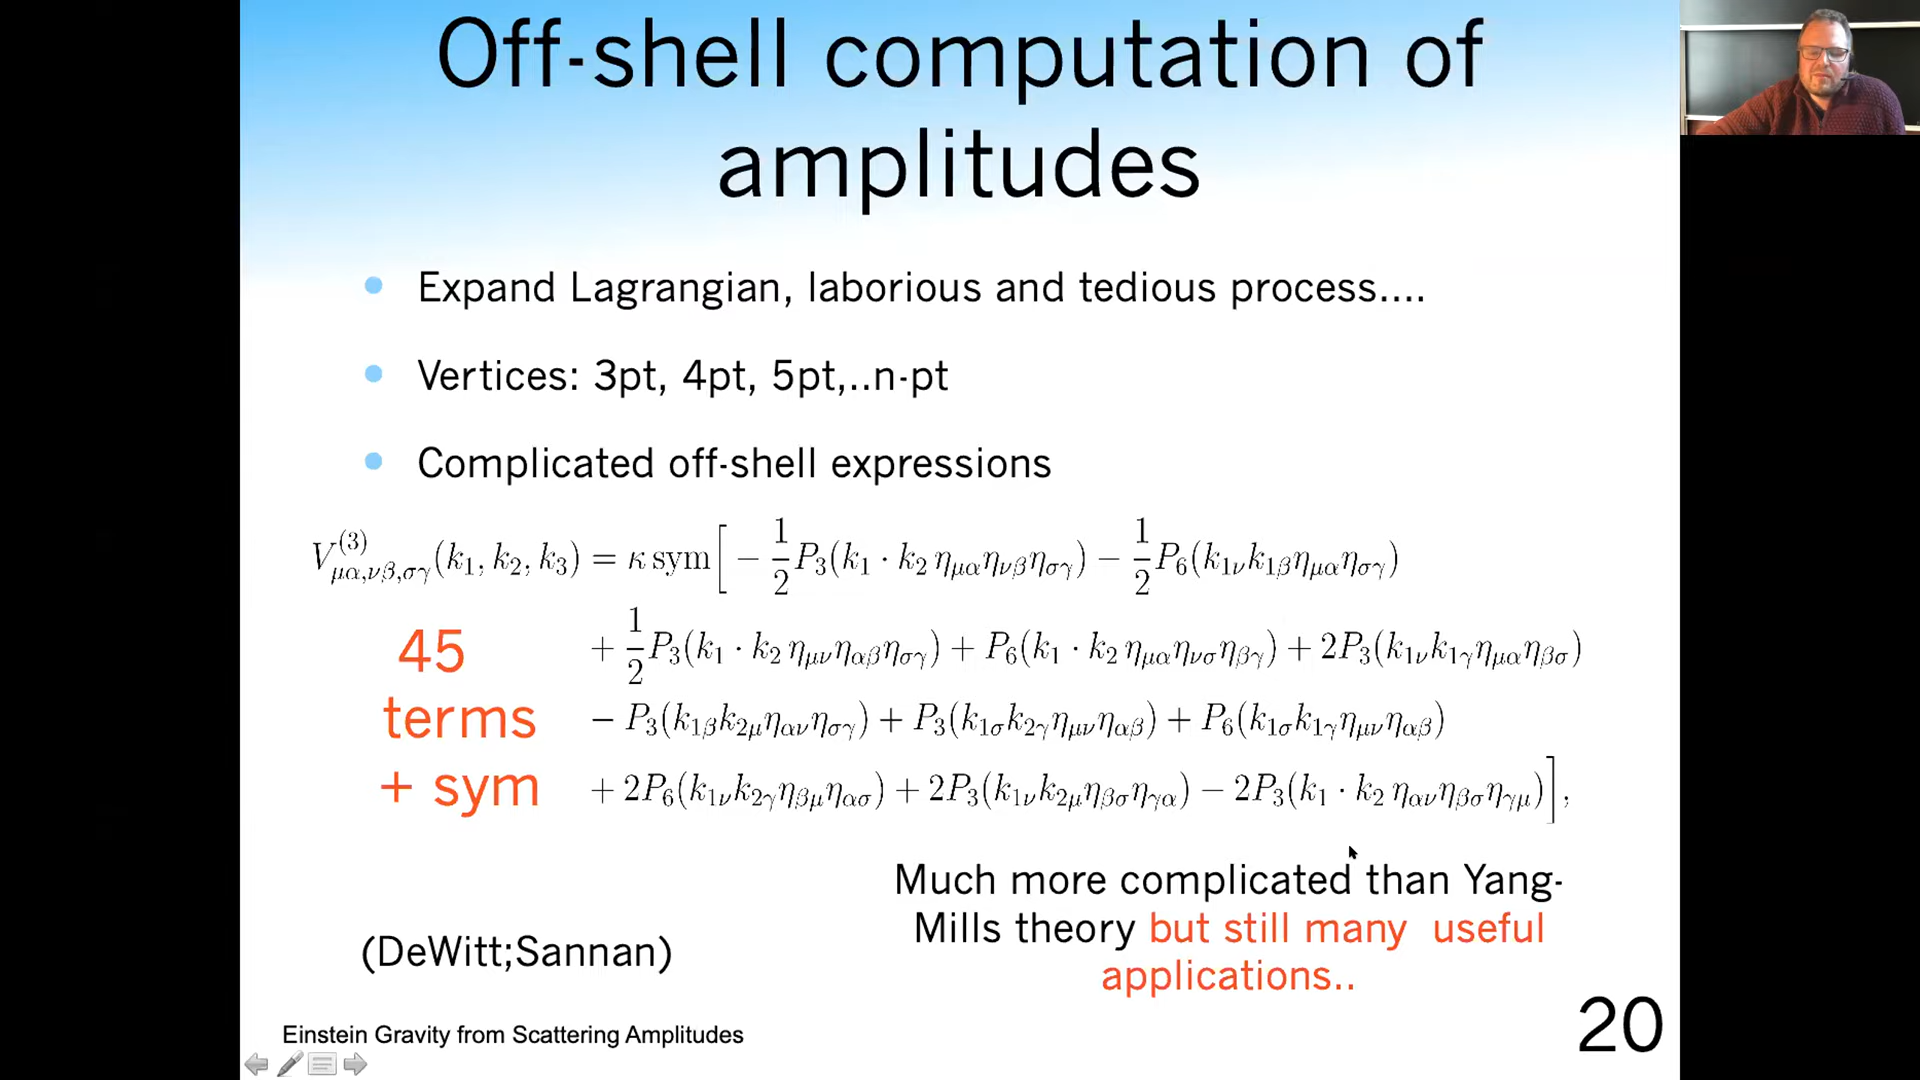 Off-shell computation of
amplitudes
Expand Lagrangian, laborious and tedious process....
Vertices: 3pt, 4pt, 5pt,..n-pt
Complicated off-shell expressions
V^{(3)}_{μα,νβ,σγ}(k_1, k_2, k_3) = κ sym[ − \frac{1}{2}P_3(k_1 · k_2 η_{μα}η_{νβ}η_{σγ}) − \frac{1}{2}P_6(k_{1ν}k_{1β}η_{μα}η_{σγ})
+ \frac{1}{2}P_3(k_1 · k_2 η_{μν}η_{αβ}η_{σγ}) + P_6(k_1 · k_2 η_{μα}η_{νσ}η_{βγ}) + 2P_3(k_{1ν}k_{1γ}η_{μα}η_{βσ})
− P_3(k_{1β}k_{2μ}η_{αν}η_{σγ}) + P_3(k_{1σ}k_{2γ}η_{μν}η_{αβ}) + P_6(k_{1σ}k_{1γ}η_{μν}η_{αβ})
+ 2P_6(k_{1ν}k_{2γ}η_{βμ}η_{ασ}) + 2P_3(k_{1ν}k_{2μ}η_{βσ}η_{γα}) − 2P_3(k_1 · k_2 η_{αν}η_{βσ}η_{γμ})],
45
terms
+ sym
Much more complicated than Yang-
Mills theory but still many useful
applications..
(DeWitt;Sannan)
Einstein Gravity from Scattering Amplitudes
20